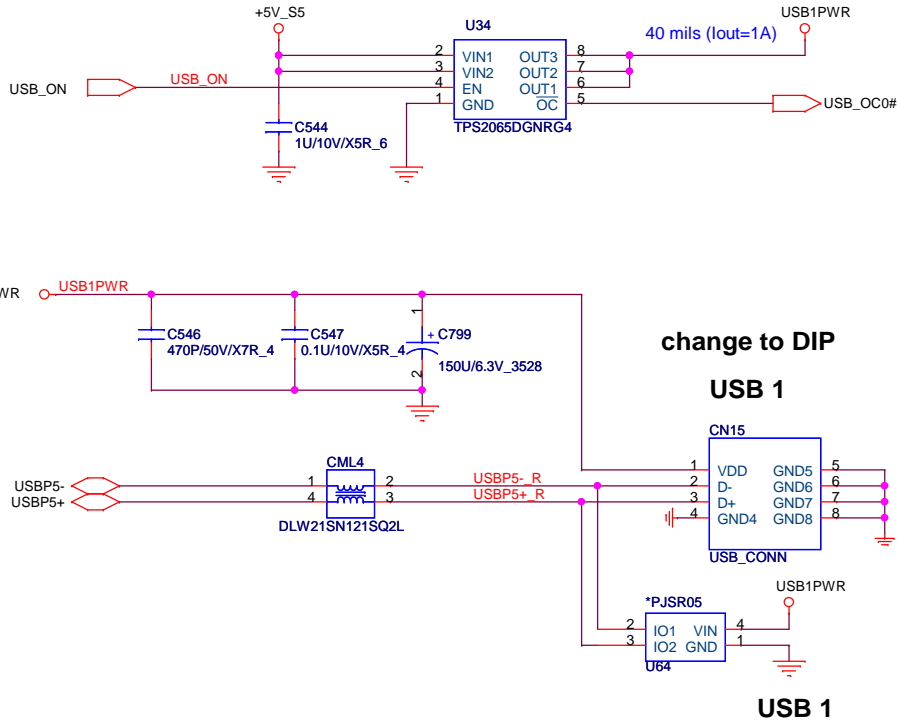 +5V_S5
U34
USB1PWR
40 mils (Iout=1A)
2 VIN1 OUT3 8
3 VIN2 OUT2 7
USB_ON USB_ON 4 EN OUT1 6
1 GND OC 5 USB_OC0#
TPS2065DGNRG4
C544
1U/10V/X5R_6
WR USB1PWR
1
C546 C547 + C799
470P/50V/X7R_4 0.1U/10V/X5R_4 150U/6.3V_3528
2
change to DIP
USB 1
CN15
CML4
1 VDD GND5 5
USBP5- 1 2 USBP5-_R 2 D- GND6 6
USBP5+ 4 3 USBP5+_R 3 D+ GND7 7
4 GND4 GND8 8
DLW21SN121SQ2L
USB_CONN
USB1PWR
*PJSR05
2 IO1 VIN 4
3 IO2 GND 1
U64
USB 1